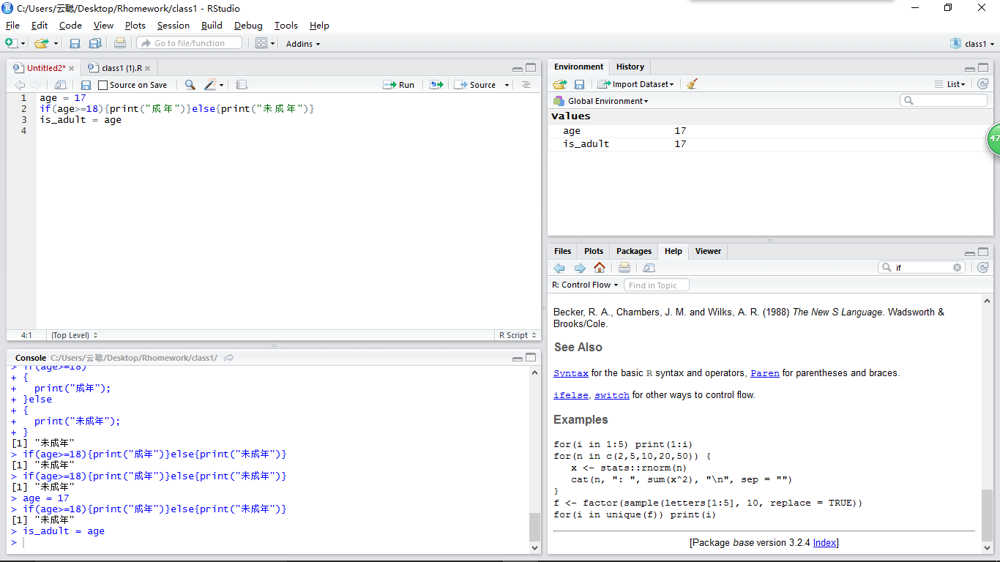 C:/Users/云聪/Desktop/Rhomework/class1 - RStudio
File Edit Code View Plots Session Build Debug Tools Help
Go to file/function Addins class1
Untitled2* class1 (1).R
Source on Save Run Source
1 age = 17
2 if(age>=18){print("成年")}else{print("未成年")}
3 is_adult = age
4
4:1 (Top Level) R Script
Console C:/Users/云聪/Desktop/Rhomework/class1/
> if(age>=18)
+ {
+   print("成年");
+ }else
+ {
+   print("未成年");
+ }
[1] "未成年"
> if(age>=18){print("成年")}else{print("未成年")}
[1] "未成年"
> if(age>=18){print("成年")}else{print("未成年")}
[1] "未成年"
> age = 17
> if(age>=18){print("成年")}else{print("未成年")}
[1] "未成年"
> is_adult = age
>
Environment History
Import Dataset List
Global Environment
Values
age 17
is_adult 17
47
Files Plots Packages Help Viewer
if
R: Control Flow Find in Topic
Becker, R. A., Chambers, J. M. and Wilks, A. R. (1988) The New S Language. Wadsworth &
Brooks/Cole.
See Also
Syntax for the basic R syntax and operators, Paren for parentheses and braces.
ifelse, switch for other ways to control flow.
Examples
for(i in 1:5) print(1:i)
for(n in c(2,5,10,20,50)) {
   x <- stats::rnorm(n)
   cat(n, ": ", sum(x^2), "\n", sep = "")
}
f <- factor(sample(letters[1:5], 10, replace = TRUE))
for(i in unique(f)) print(i)
[Package base version 3.2.4 Index]